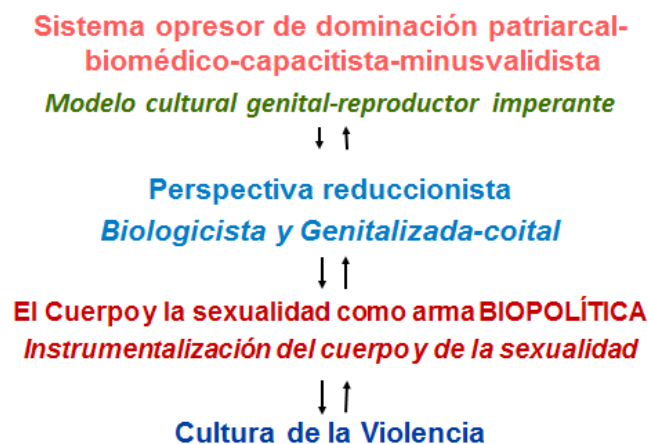 Sistema opresor de dominación patriarcal-
biomédico-capacitista-minusvalidista
Modelo cultural genital-reproductor imperante
Perspectiva reduccionista
Biologicista y Genitalizada-coital
El Cuerpo y la sexualidad como arma BIOPOLÍTICA
Instrumentalización del cuerpo y de la sexualidad
Cultura de la Violencia